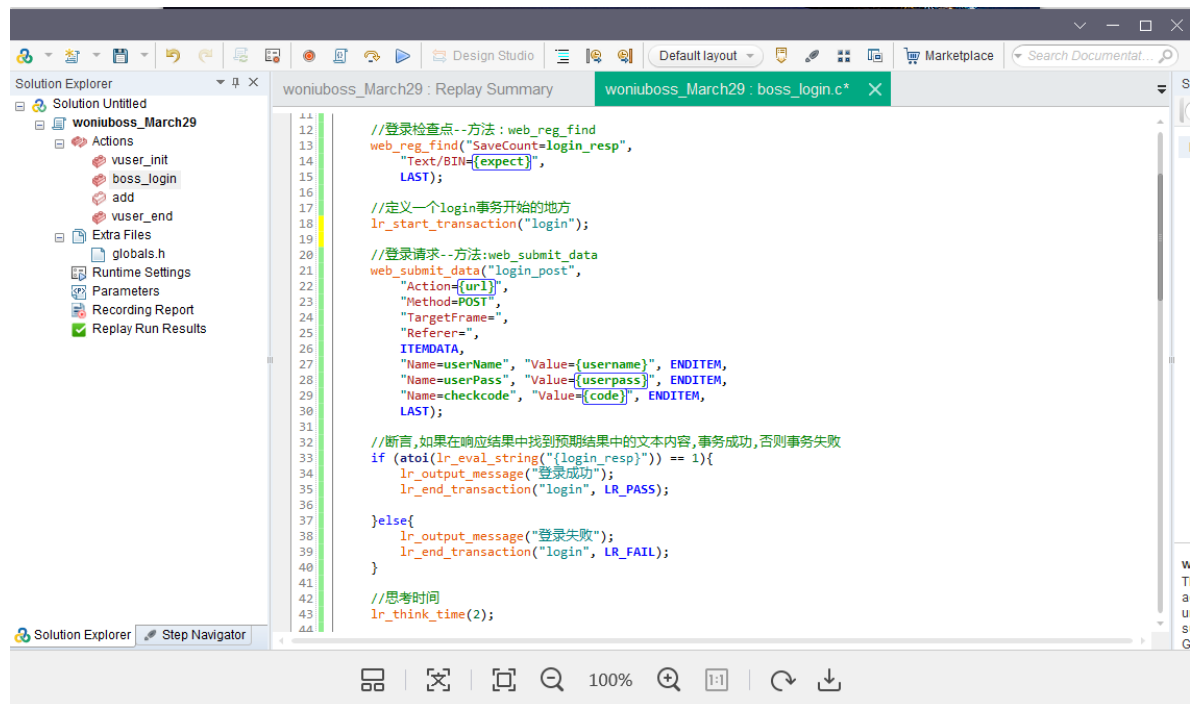 Design Studio
Default layout
Marketplace
Search Documentat...
Solution Explorer
woniuboss_March29 : Replay Summary
woniuboss_March29 : boss_login.c*
Solution Untitled
woniuboss_March29
Actions
vuser_init
boss_login
add
vuser_end
Extra Files
globals.h
Runtime Settings
Parameters
Recording Report
Replay Run Results
Solution Explorer
Step Navigator
11
12 //登录检查点--方法：web_reg_find
13 web_reg_find("SaveCount=login_resp",
14 "Text/BIN={expect}",
15 LAST);
16
17 //定义一个login事务开始的地方
18 lr_start_transaction("login");
19
20 //登录请求--方法:web_submit_data
21 web_submit_data("login_post",
22 "Action={url}",
23 "Method=POST",
24 "TargetFrame=",
25 "Referer=",
26 ITEMDATA,
27 "Name=userName", "Value={username}", ENDITEM,
28 "Name=userPass", "Value={userpass}", ENDITEM,
29 "Name=checkcode", "Value={code}", ENDITEM,
30 LAST);
31
32 //断言,如果在响应结果中找到预期结果中的文本内容,事务成功,否则事务失败
33 if (atoi(lr_eval_string("{login_resp}")) == 1){
34 lr_output_message("登录成功");
35 lr_end_transaction("login", LR_PASS);
36
37 }else{
38 lr_output_message("登录失败");
39 lr_end_transaction("login", LR_FAIL);
40 }
41
42 //思考时间
43 lr_think_time(2);
44
100%
1:1